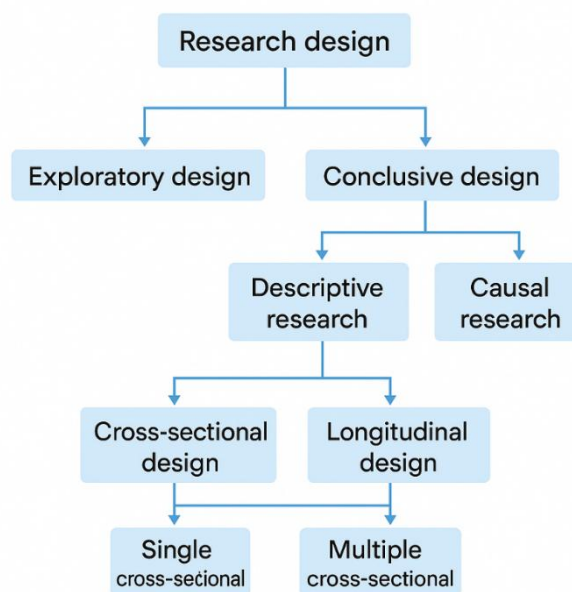 Research design
Exploratory design
Conclusive design
Descriptive
research
Causal
research
Cross-sectional
design
Longitudinal
design
Single
cross-secional
Multiple
cross-sectional